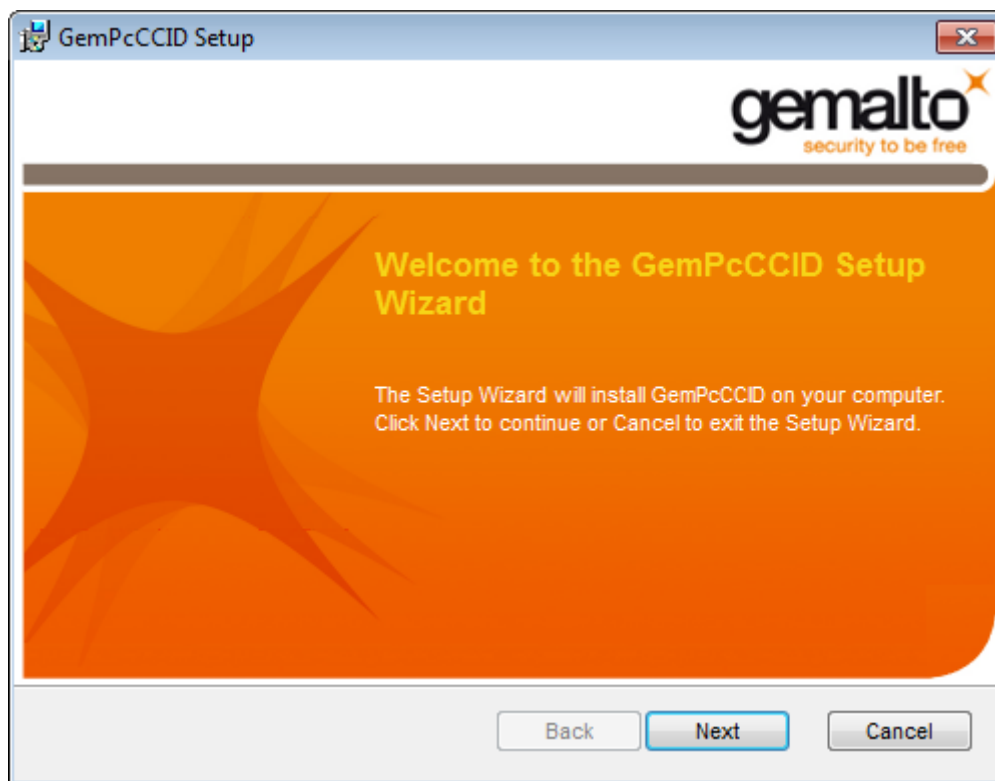 GemPcCCID Setup
gemalto
security to be free
Welcome to the GemPcCCID Setup
Wizard
The Setup Wizard will install GemPcCCID on your computer.
Click Next to continue or Cancel to exit the Setup Wizard.
Back
Next
Cancel